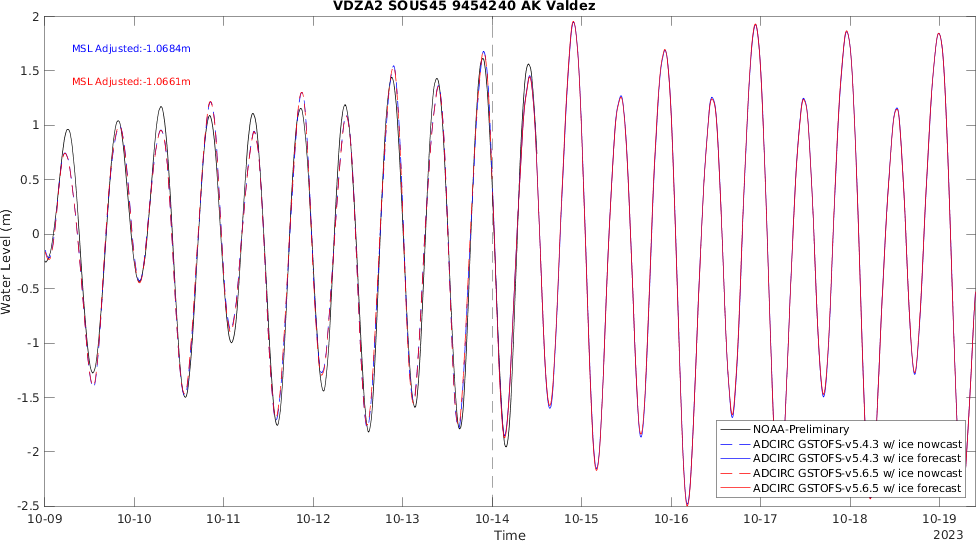 VDZA2 SOUS45 9454240 AK Valdez
2
1.5
1
0.5
0
-0.5
-1
-1.5
-2
-2.5
Water Level (m)
MSL Adjusted:-1.0684m
MSL Adjusted:-1.0661m
NOAA-Preliminary
ADCIRC GSTOFS-v5.4.3 w/ ice nowcast
ADCIRC GSTOFS-v5.4.3 w/ ice forecast
ADCIRC GSTOFS-v5.6.5 w/ ice nowcast
ADCIRC GSTOFS-v5.6.5 w/ ice forecast
10-09 10-10 10-11 10-12 10-13 10-14 10-15 10-16 10-17 10-18 10-19
Time
2023